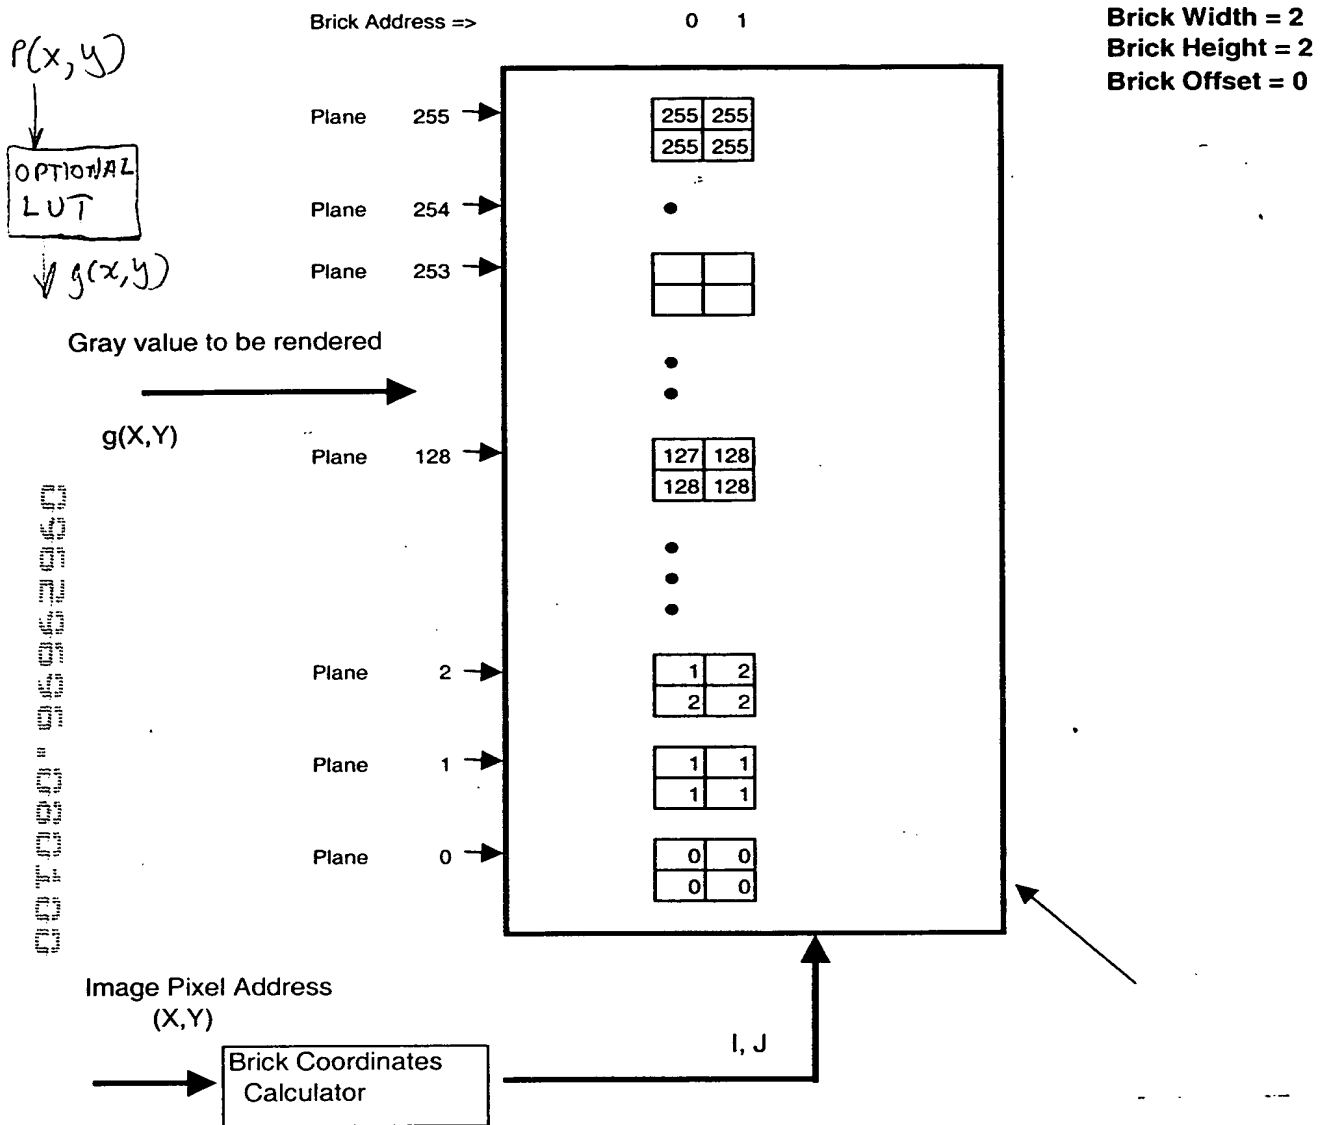 Brick Address => 0 1
Brick Width = 2
Brick Height = 2
Brick Offset = 0
P(x,y)
OPTIONAL
LUT
g(x,y)
Plane 255
255 255
255 255
Plane 254
Plane 253
Gray value to be rendered
g(X,Y)
Plane 128
127 128
128 128
Plane 2
1 2
2 2
Plane 1
1 1
1 1
Plane 0
0 0
0 0
Image Pixel Address
(X,Y)
Brick Coordinates
Calculator
I, J